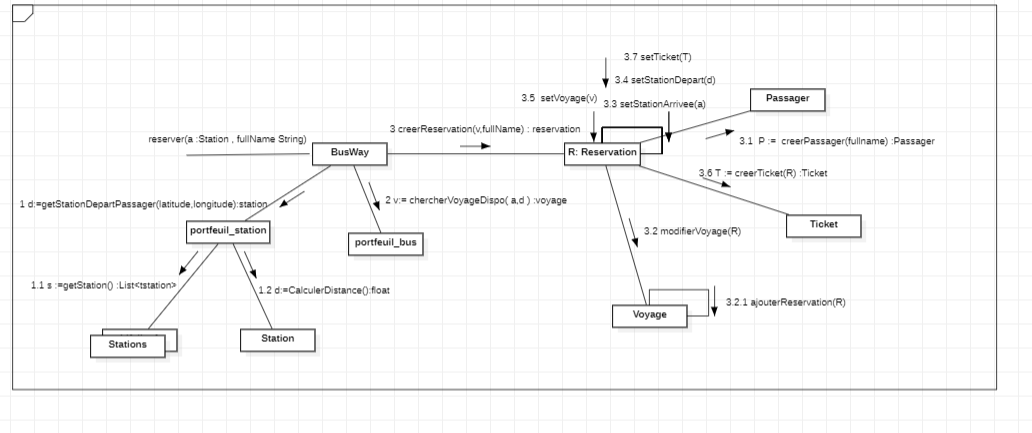 3.7 setTicket(T)
3.4 setStationDepart(d)
3.5 setVoyage(v)
3.3 setStationArrivee(a)
Passager
3 creerReservation(v,fullName) : reservation
reserver(a :Station , fullName String)
3.1 P := creerPassager(fullname) :Passager
BusWay
R: Reservation
3.6 T := creerTicket(R) :Ticket
1 d:=getStationDepartPassager(latitude,longitude):station
2 v:= chercherVoyageDispo( a,d ) :voyage
Ticket
portfeuil_station
3.2 modifierVoyage(R)
portfeuil_bus
1.1 s :=getStation() :List<tstation>
1.2 d:=CalculerDistance():float
3.2.1 ajouterReservation(R)
Voyage
Station
Stations